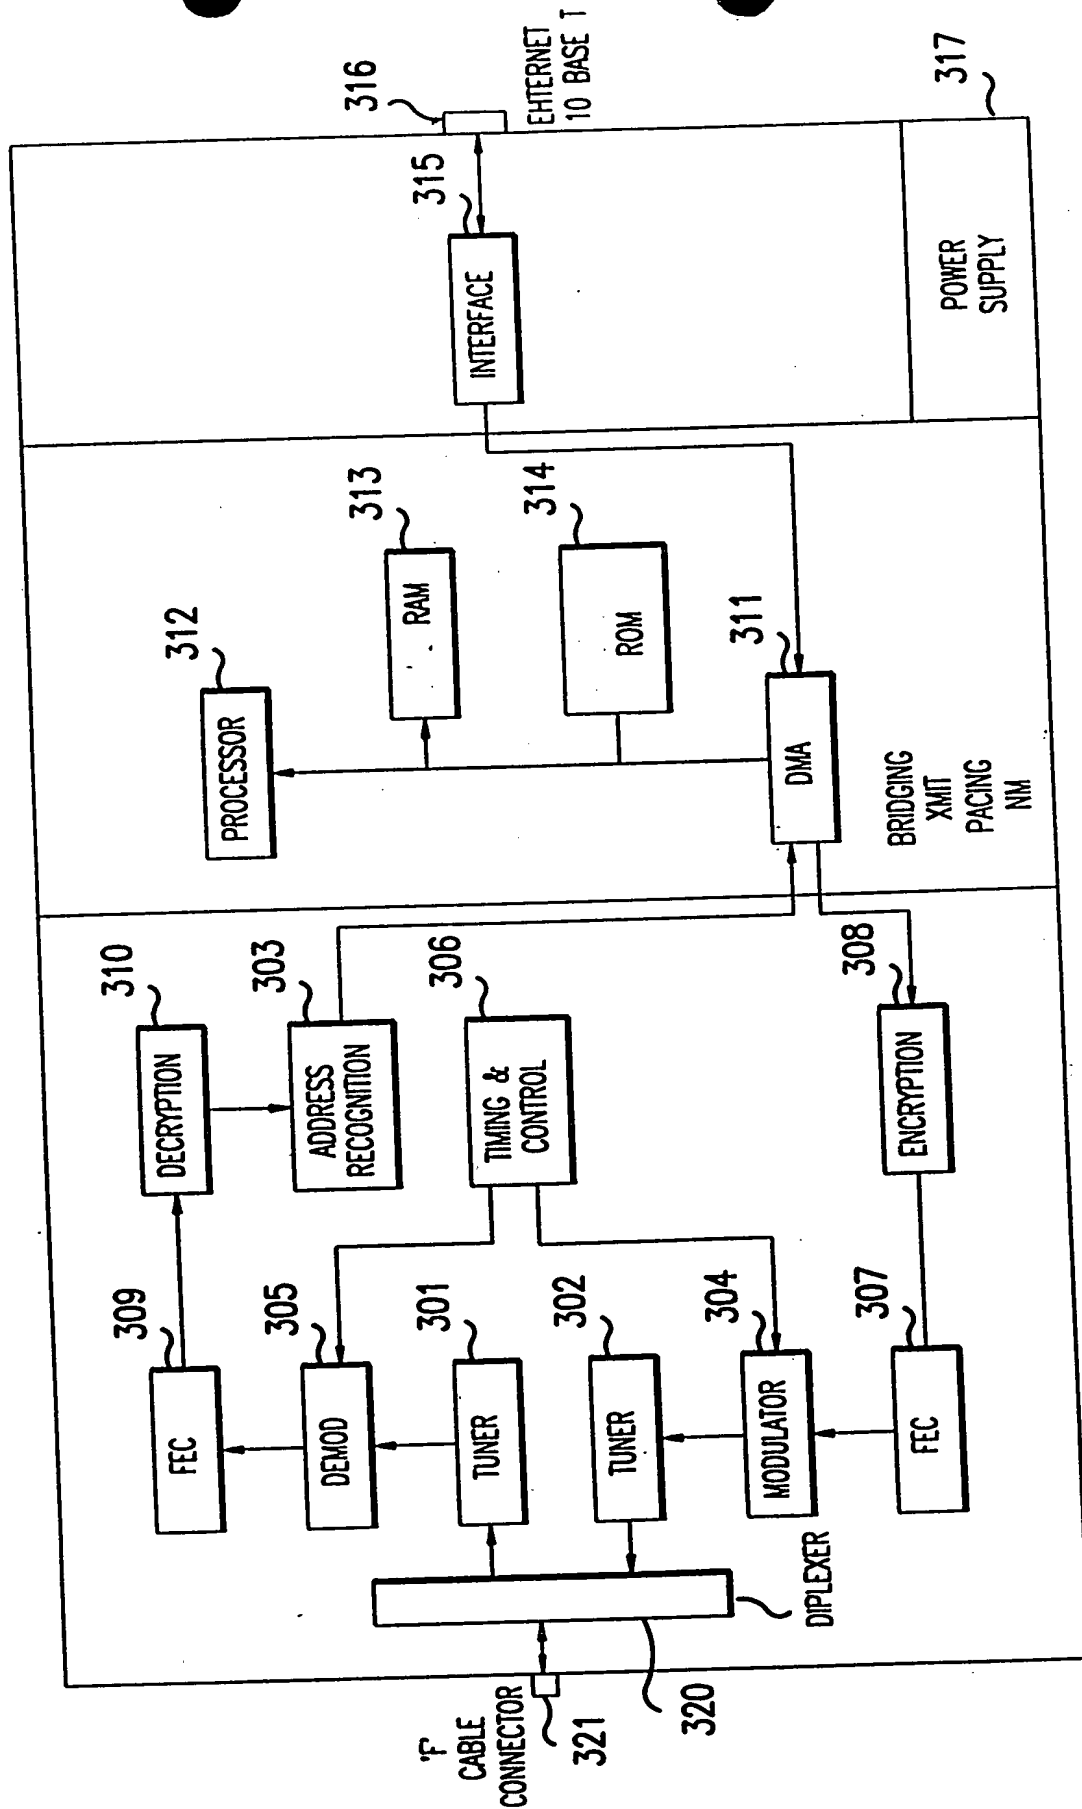 'F'
CABLE
CONNECTOR
321
320
DIPLEXER
FEC
309
DEMOD
305
TUNER
301
TUNER
302
MODULATOR
304
FEC
307
DECRYPTION
310
ADDRESS
RECOGNITION
303
TIMING &
CONTROL
306
ENCRYPTION
308
PROCESSOR
312
RAM
313
ROM
314
DMA
311
BRIDGING
XMIT
PACING
NM
INTERFACE
315
316
EHTERNET
10 BASE T
POWER
SUPPLY
317